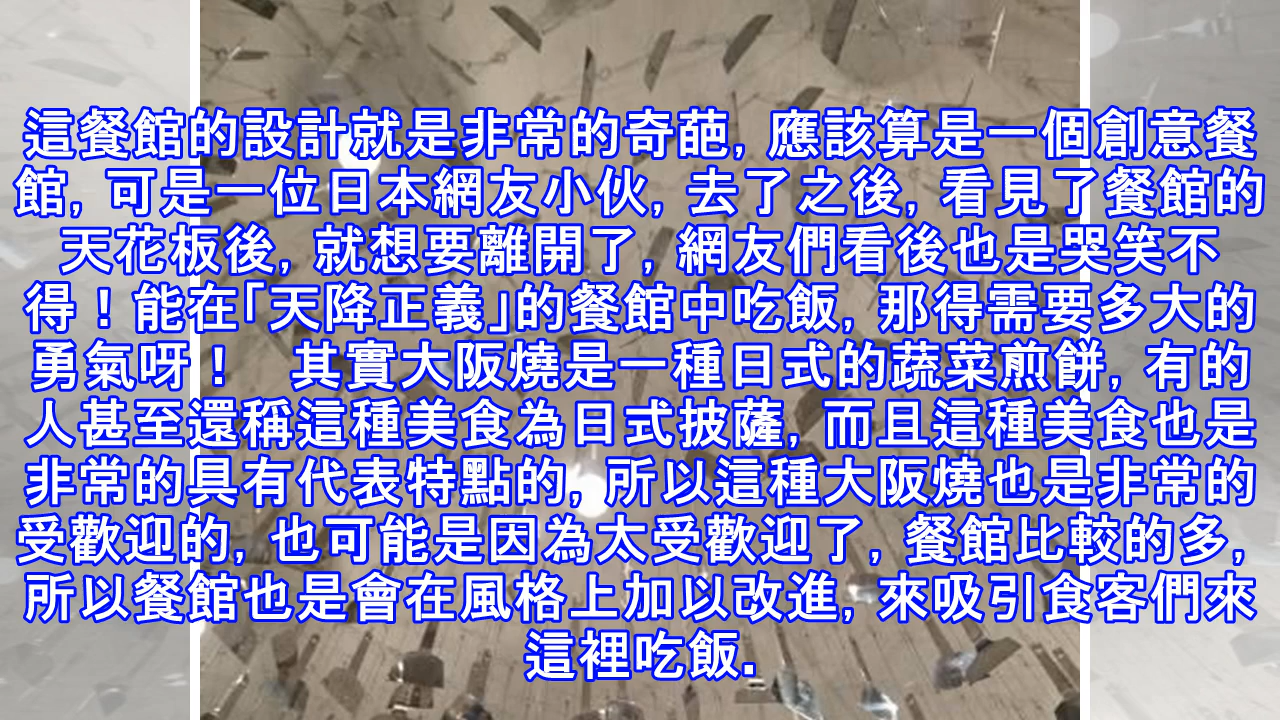 這餐館的設計就是非常的奇葩, 應該算是一個創意餐
館, 可是一位日本網友小伙, 去了之後, 看見了餐館的
天花板後, 就想要離開了, 網友們看後也是哭笑不
得！能在「天降正義」的餐館中吃飯, 那得需要多大的
勇氣呀！　其實大阪燒是一種日式的蔬菜煎餅, 有的
人甚至還稱這種美食為日式披薩, 而且這種美食也是
非常的具有代表特點的, 所以這種大阪燒也是非常的
受歡迎的, 也可能是因為太受歡迎了, 餐館比較的多,
所以餐館也是會在風格上加以改進, 來吸引食客們來
這裡吃飯.